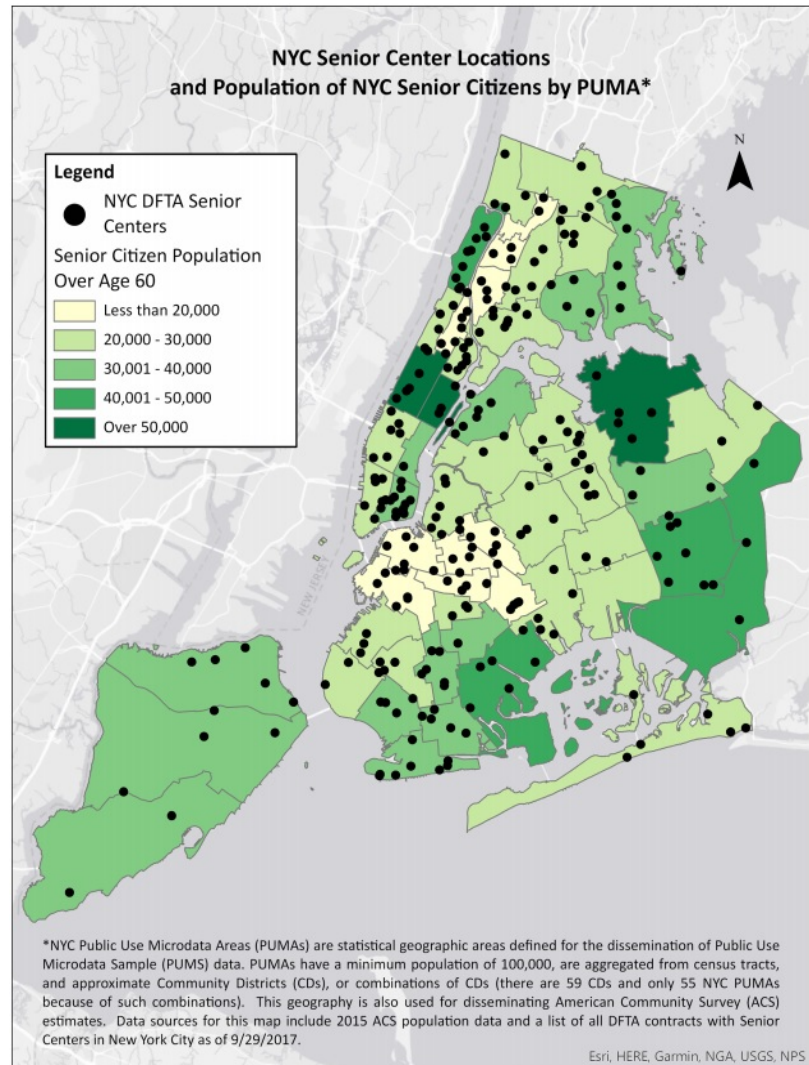 NYC Senior Center Locations
and Population of NYC Senior Citizens by PUMA*
N
Legend
NYC DFTA Senior
Centers
Senior Citizen Population
Over Age 60
Less than 20,000
20,000 - 30,000
30,001 - 40,000
40,001 - 50,000
Over 50,000
NEW JERSEY
*NYC Public Use Microdata Areas (PUMAs) are statistical geographic areas defined for the dissemination of Public Use
Microdata Sample (PUMS) data. PUMAs have a minimum population of 100,000, are aggregated from census tracts,
and approximate Community Districts (CDs), or combinations of CDs (there are 59 CDs and only 55 NYC PUMAs
because of such combinations). This geography is also used for disseminating American Community Survey (ACS)
estimates. Data sources for this map include 2015 ACS population data and a list of all DFTA contracts with Senior
Centers in New York City as of 9/29/2017.
Esri, HERE, Garmin, NGA, USGS, NPS